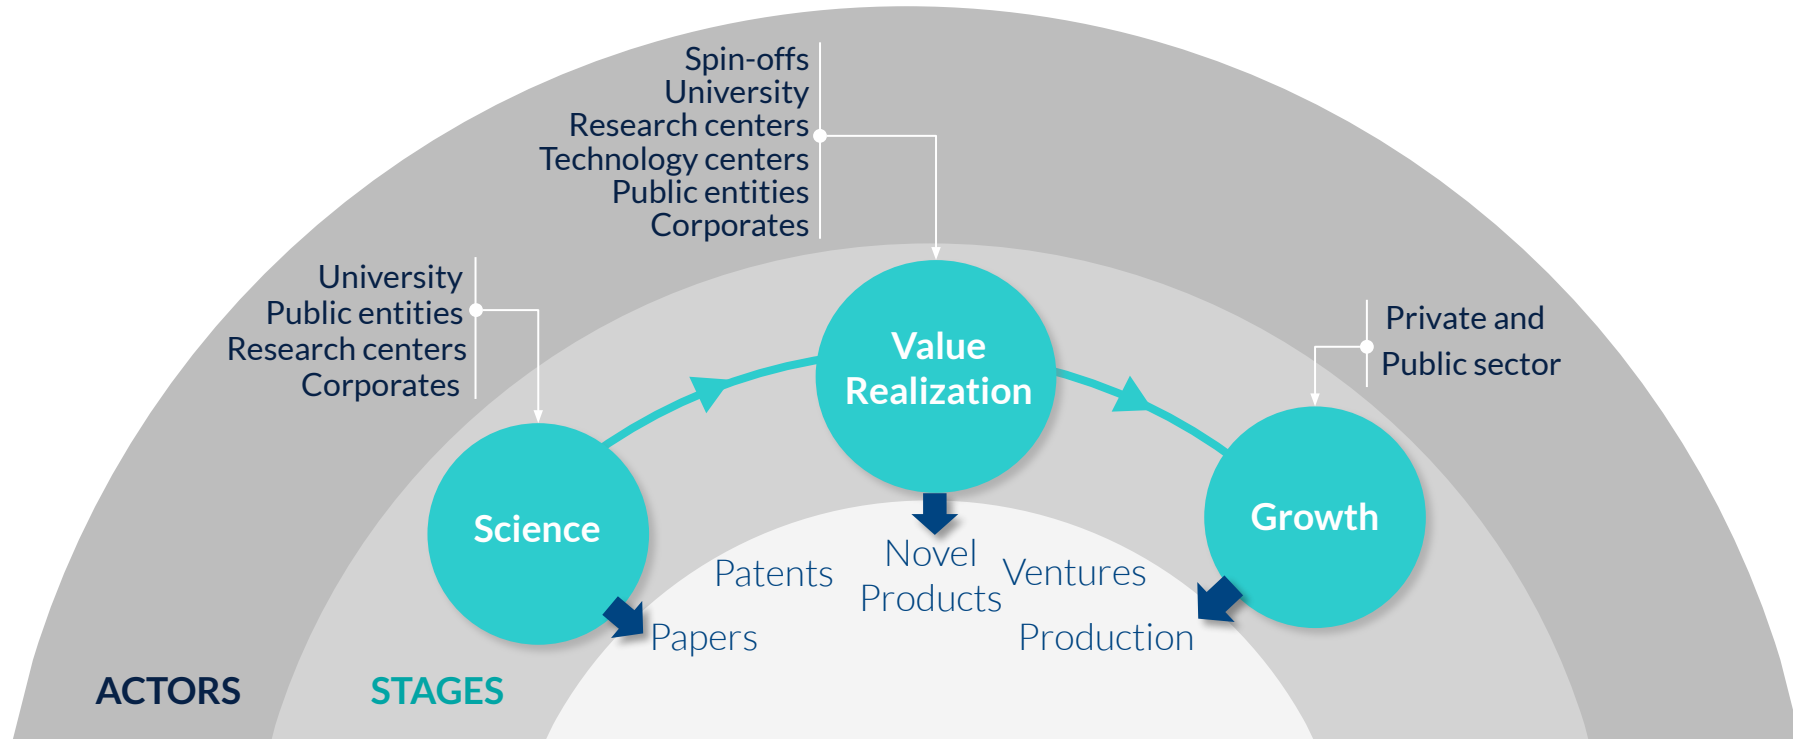 Spin-offs
University
Research centers
Technology centers
Public entities
Corporates
University
Public entities
Research centers
Corporates
Private and
Public sector
Value
Realization
Science
Growth
Patents
Novel
Products
Ventures
Papers
Production
ACTORS
STAGES